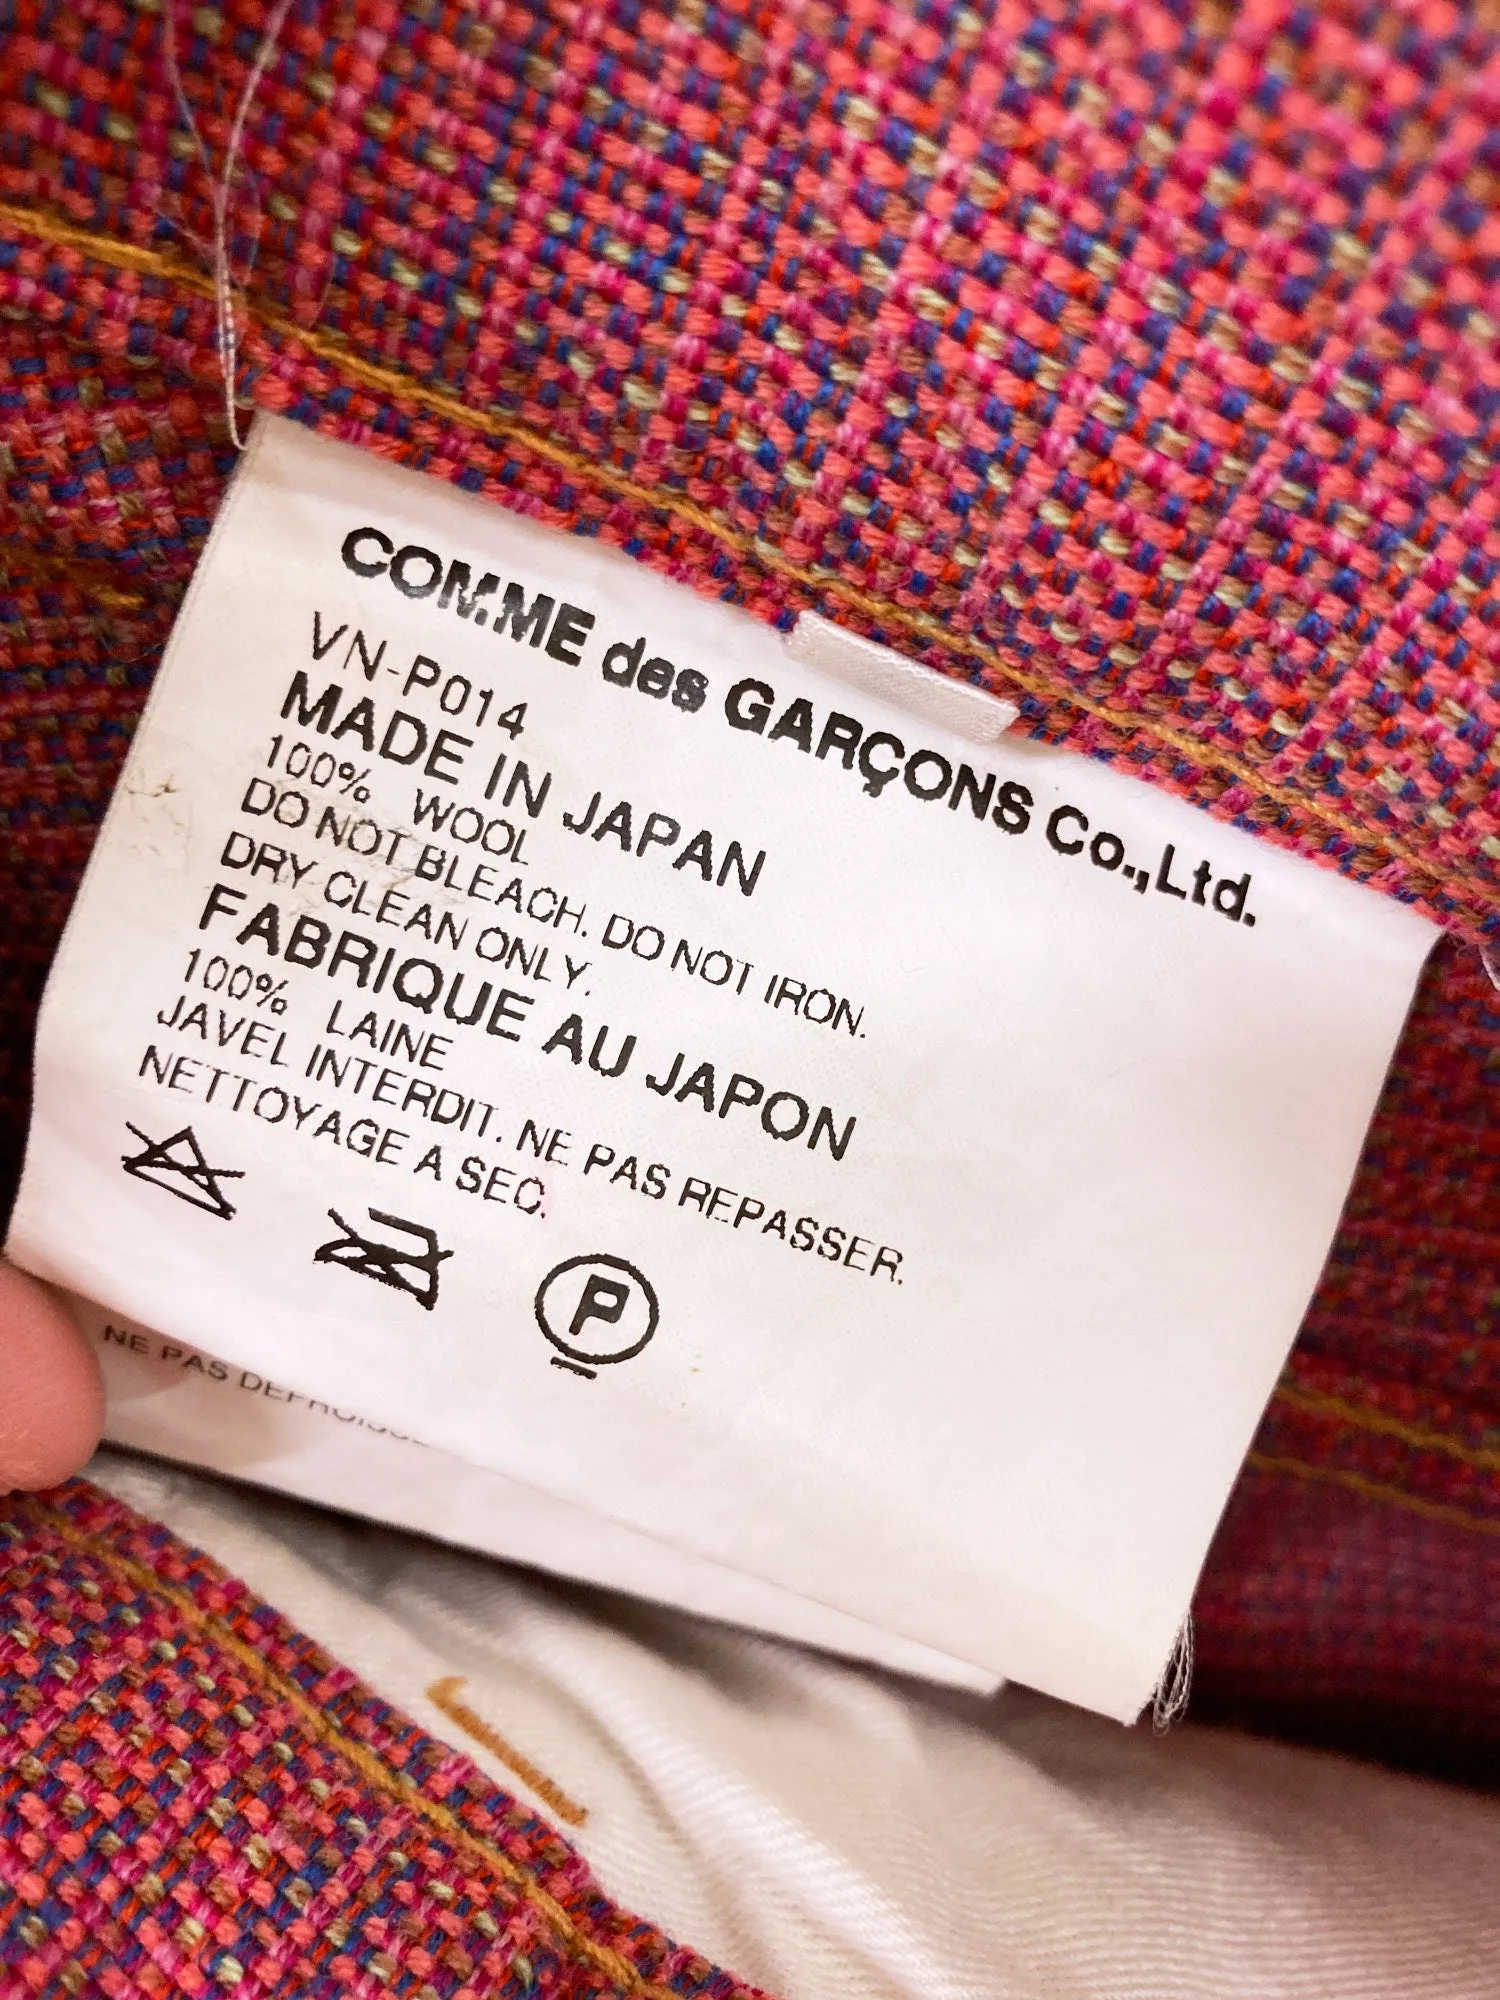 COMME des GARÇONS Co.,Ltd.
VN-P014
MADE IN JAPAN
100% WOOL
DO NOT BLEACH. DO NOT IRON.
DRY CLEAN ONLY.
FABRIQUE AU JAPON
100% LAINE
JAVEL INTERDIT. NE PAS REPASSER.
NETTOYAGE A SEC.
P
NE PAS